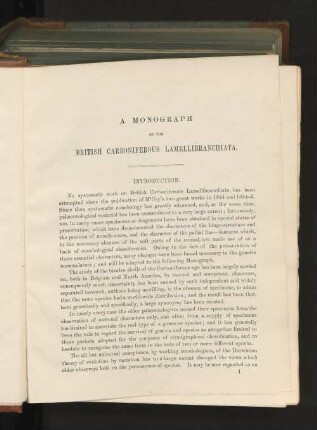 A MONOGRAPH
OF THE
BRITISH CARBONIFEROUS LAMELLIBRANCHIATA.
INTRODUCTION.
No systematic work on British Carboniferous Lamellibranchiata has been
attempted since the publication of M'Coy's two great works in 1844 and 1851—5.
Since then systematic conchology has greatly advanced, and, at the same time,
palæontological material has been accumulated to a very large extent; fortunately,
too, in many cases specimens or fragments have been obtained in special states of
preservation, which have demonstrated the characters of the hinge-structure and
the position of muscle-scars, and the character of the pallial line—features which,
in the necessary absence of the soft parts of the animal, are made use of as a
basis of conchological classification. Owing to the lack of the preservation of
these essential characters, many changes have been found necessary in the generic
nomenclature; and will be adopted in the following Monograph.
The study of the bivalve shells of the Carboniferous age has been largely carried
on, both in Belgium and North America, by trained and competent observers,
consequently much uncertainty has been caused by such independent and widely
separated research, authors being unwilling, in the absence of specimens, to admit
that the same species had a world-wide distribution; and the result has been that,
both generically and specifically, a large synonymy has been created.
In nearly every case the older palæontologists named their specimens from the
observation of external characters only, and often from a supply of specimens
too limited to ascertain the real type of a genus or species; and it has generally
been the rule to regard the interval of genera and species as altogether limited to
those periods adopted for the purposes of stratigraphical classification, and to
hesitate to recognise the same form in the rocks of two or more different epochs.
The all but universal acceptance, by working zoologists, of the Darwinian
theory of evolution by variation has to a large extent changed the views which
older observers held on the permanence of species. It may be now regarded as an
1